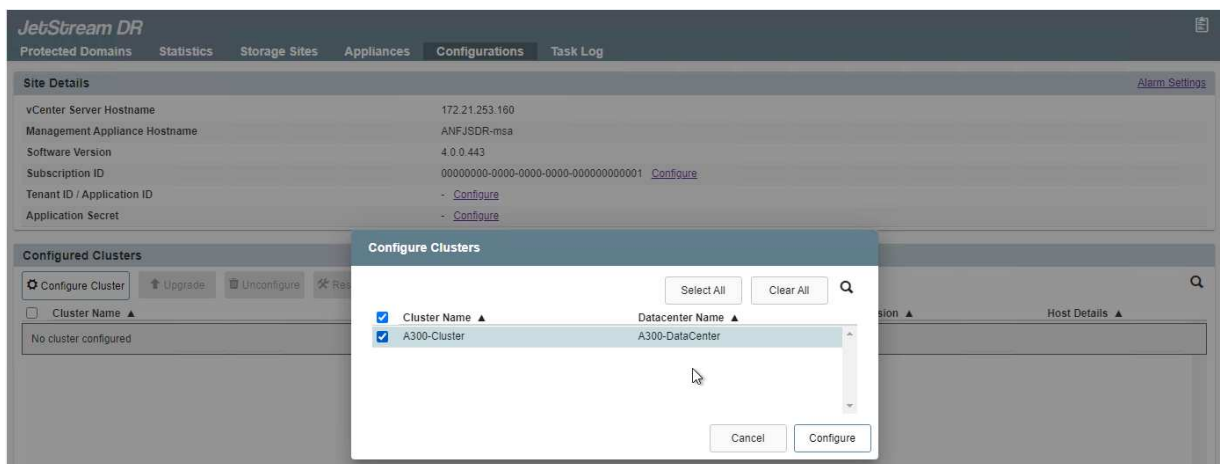 JetStream DR
Protected Domains Statistics Storage Sites Appliances Configurations Task Log
Site Details Alarm Settings
vCenter Server Hostname 172.21.253.160
Management Appliance Hostname ANFJSDR-msa
Software Version 4.0.0.443
Subscription ID 00000000-0000-0000-0000-000000000001 Configure
Tenant ID / Application ID - Configure
Application Secret - Configure
Configured Clusters
Configure Cluster Upgrade Unconfigure Res
Cluster Name ▲ sion ▲ Host Details ▲
No cluster configured
Configure Clusters
Select All Clear All
Cluster Name ▲ Datacenter Name ▲
A300-Cluster A300-DataCenter
Cancel Configure